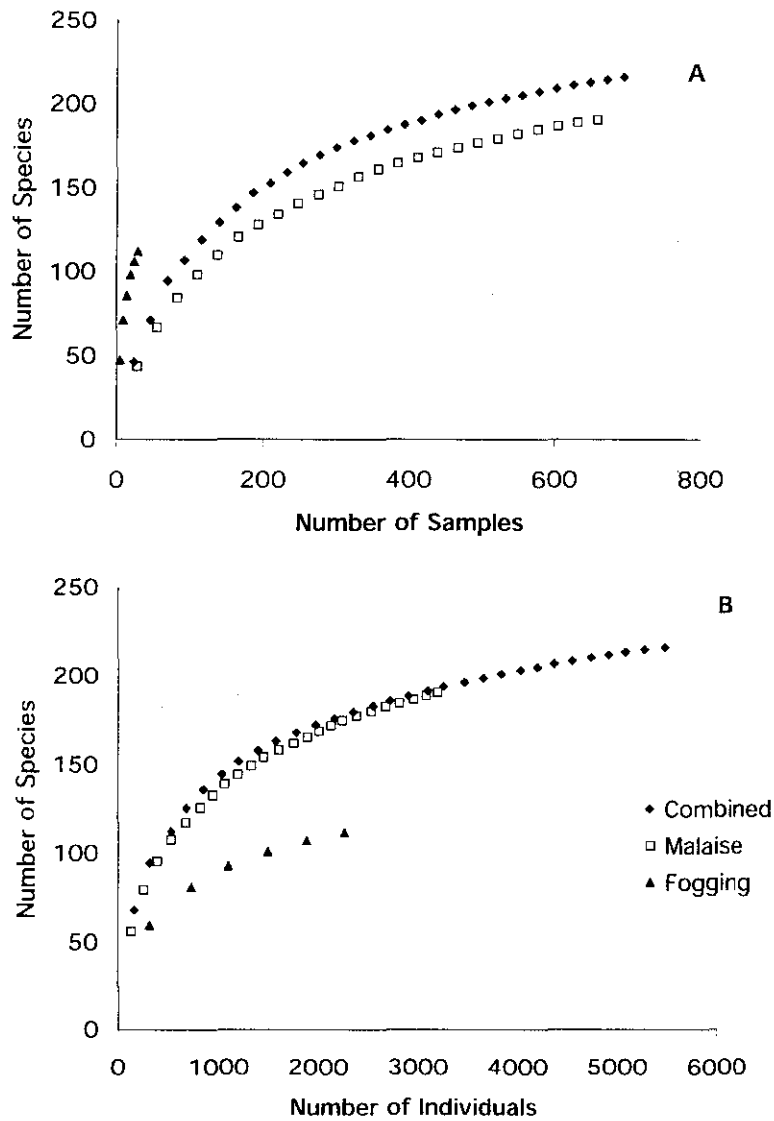 250
A
200
150
100
50
0
Number of Species
0 200 400 600 800
Number of Samples
250
B
200
150
100
50
0
Number of Species
Combined
Malaise
Fogging
0 1000 2000 3000 4000 5000 6000
Number of Individuals